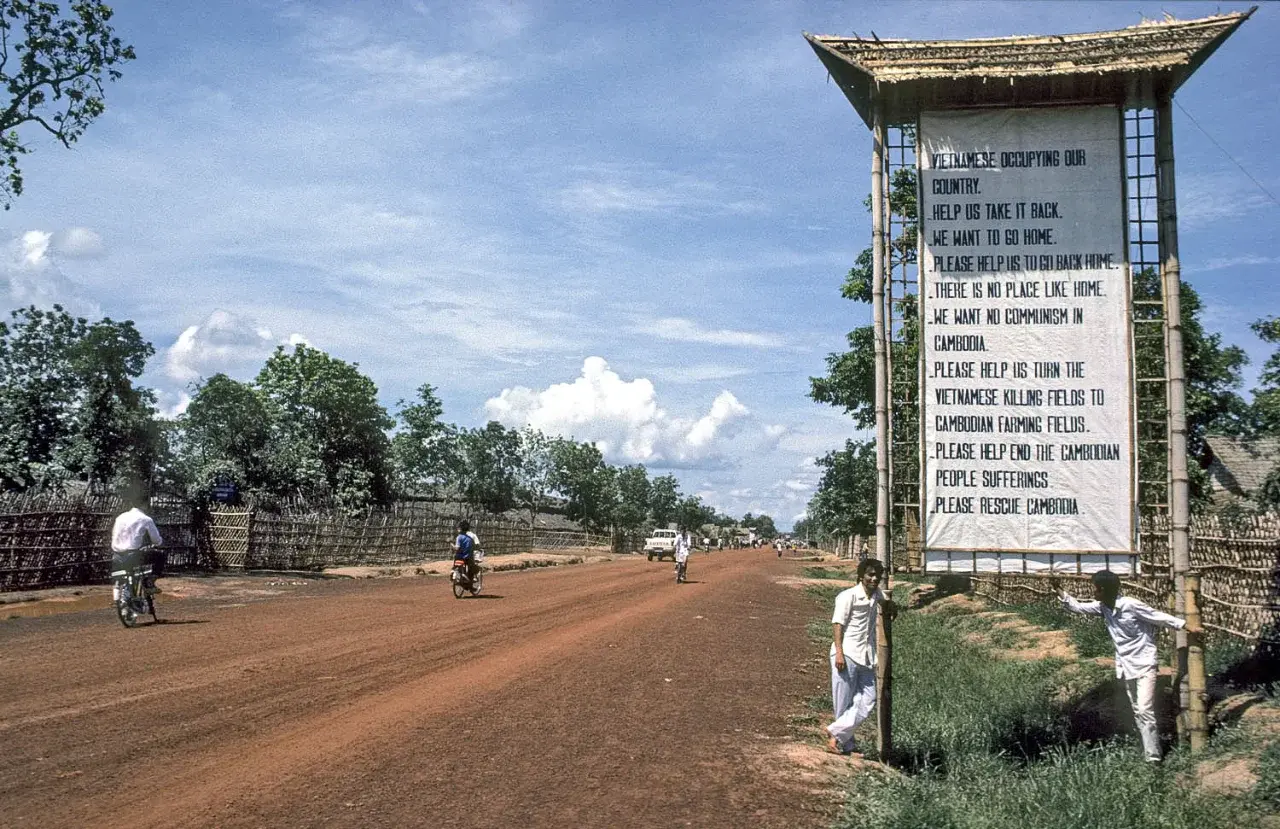 VIETNAMESE OCCUPYING OUR
COUNTRY.
.HELP US TAKE IT BACK.
.WE WANT TO GO HOME.
.PLEASE HELP US TO GO BACK HOME.
.THERE IS NO PLACE LIKE HOME.
.WE WANT NO COMMUNISM IN
CAMBODIA.
.PLEASE HELP US TURN THE
VIETNAMESE KILLING FIELDS TO
CAMBODIAN FARMING FIELDS.
.PLEASE HELP END THE CAMBODIAN
PEOPLE SUFFERINGS.
.PLEASE RESCUE CAMBODIA.